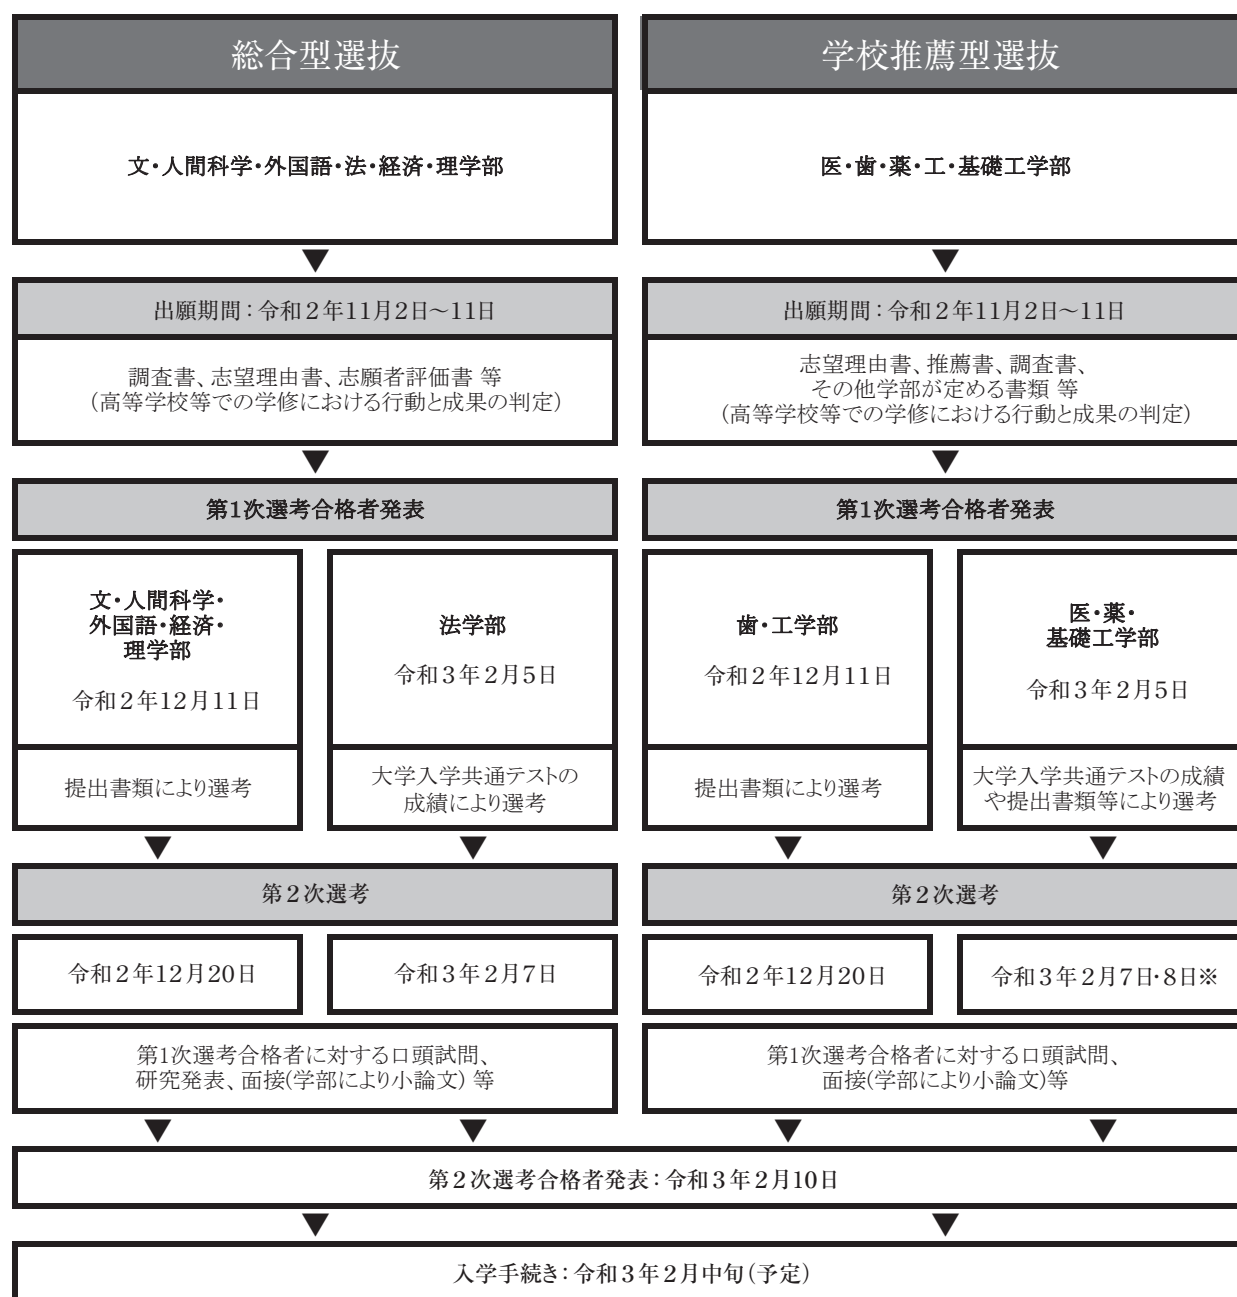 総合型選抜
文・人間科学・外国語・法・経済・理学部
出願期間：令和２年11月2日～11日
調査書、志望理由書、志願者評価書 等
（高等学校等での学修における行動と成果の判定）
第1次選考合格者発表
文・人間科学・
外国語・経済・
理学部
令和２年12月11日
提出書類により選考
法学部
令和３年２月5日
大学入学共通テストの
成績により選考
第２次選考
令和２年12月20日
令和３年２月7日
第1次選考合格者に対する口頭試問、
研究発表、面接(学部により小論文) 等
学校推薦型選抜
医・歯・薬・工・基礎工学部
出願期間：令和２年11月2日～11日
志望理由書、推薦書、調査書、
その他学部が定める書類 等
（高等学校等での学修における行動と成果の判定）
第1次選考合格者発表
歯・工学部
令和２年12月11日
提出書類により選考
医・薬・
基礎工学部
令和３年２月5日
大学入学共通テストの成績
や提出書類等により選考
第２次選考
令和２年12月20日
令和３年２月7日・8日※
第1次選考合格者に対する口頭試問、
面接(学部により小論文)等
第２次選考合格者発表：令和３年２月10日
入学手続き：令和３年２月中旬（予定）